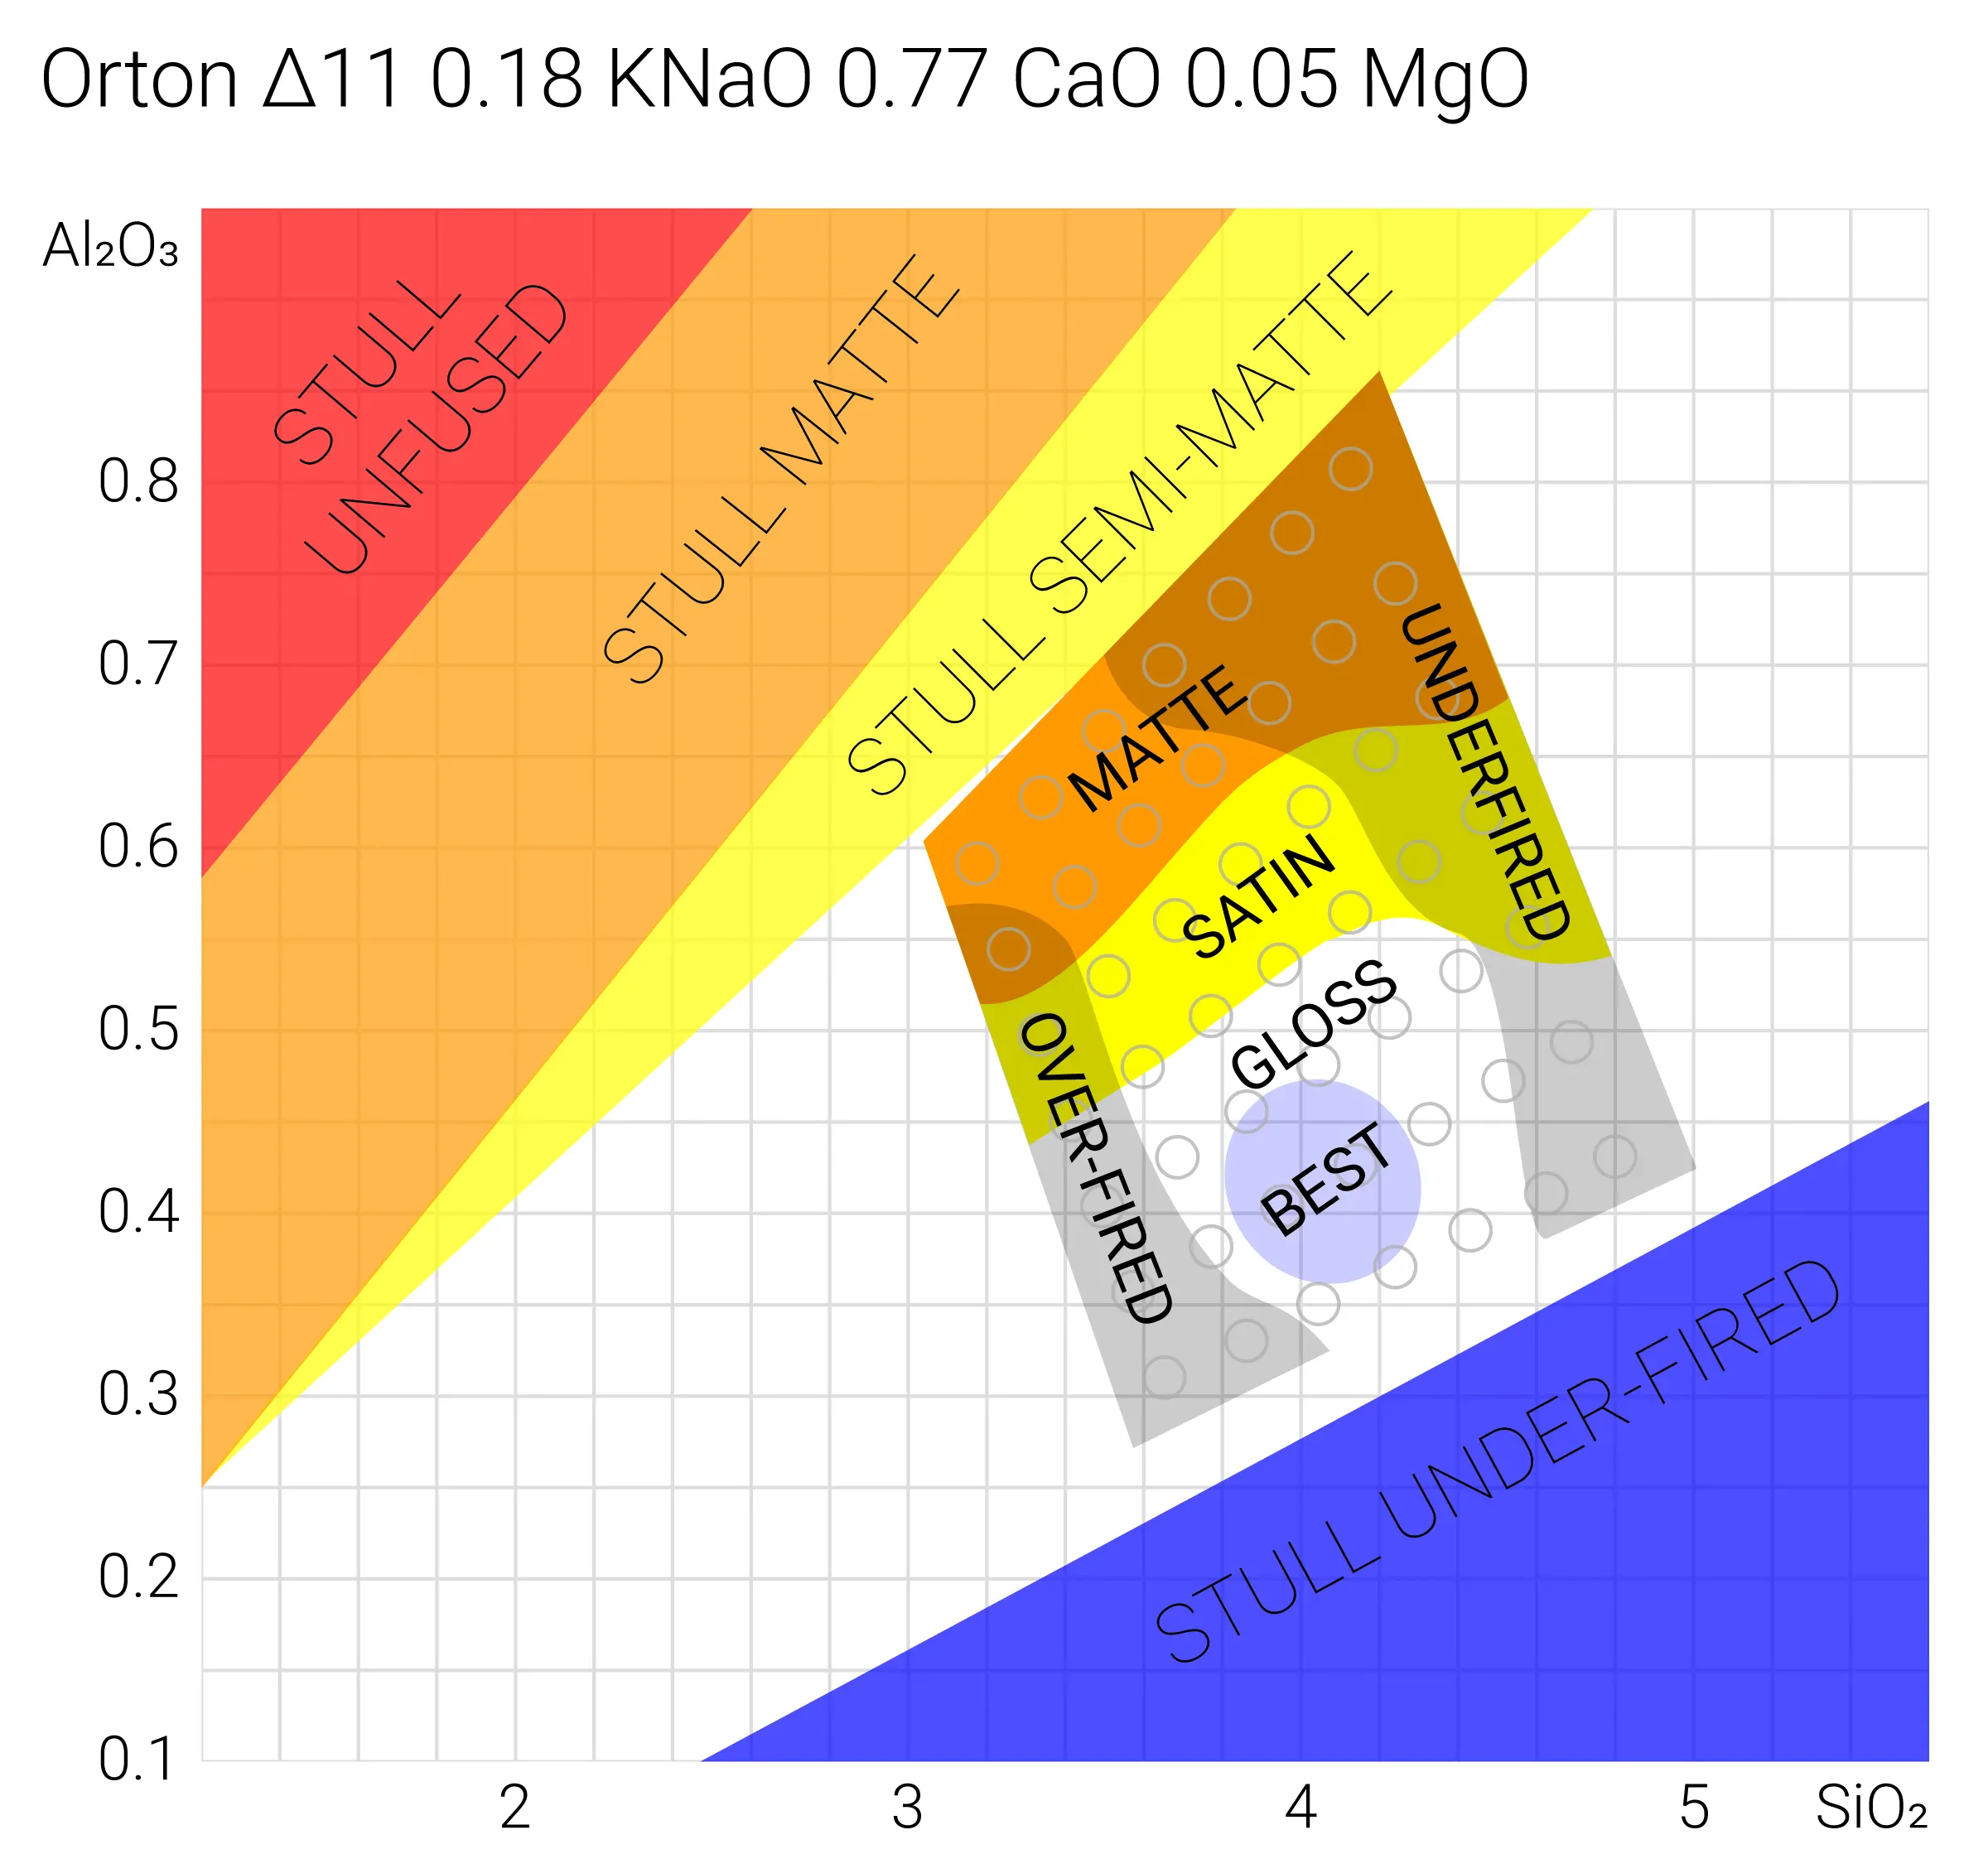 Orton Δ11 0.18 KNaO 0.77 CaO 0.05 MgO
Al₂O₃
0.8
0.7
0.6
0.5
0.4
0.3
0.2
0.1
STULL
UNFUSED
STULL MATTE
STULL SEMI-MATTE
MATTE
UNDERFIRED
SATIN
GLOSS
OVER-FIRED
BEST
STULL UNDER-FIRED
2
3
4
5
SiO₂